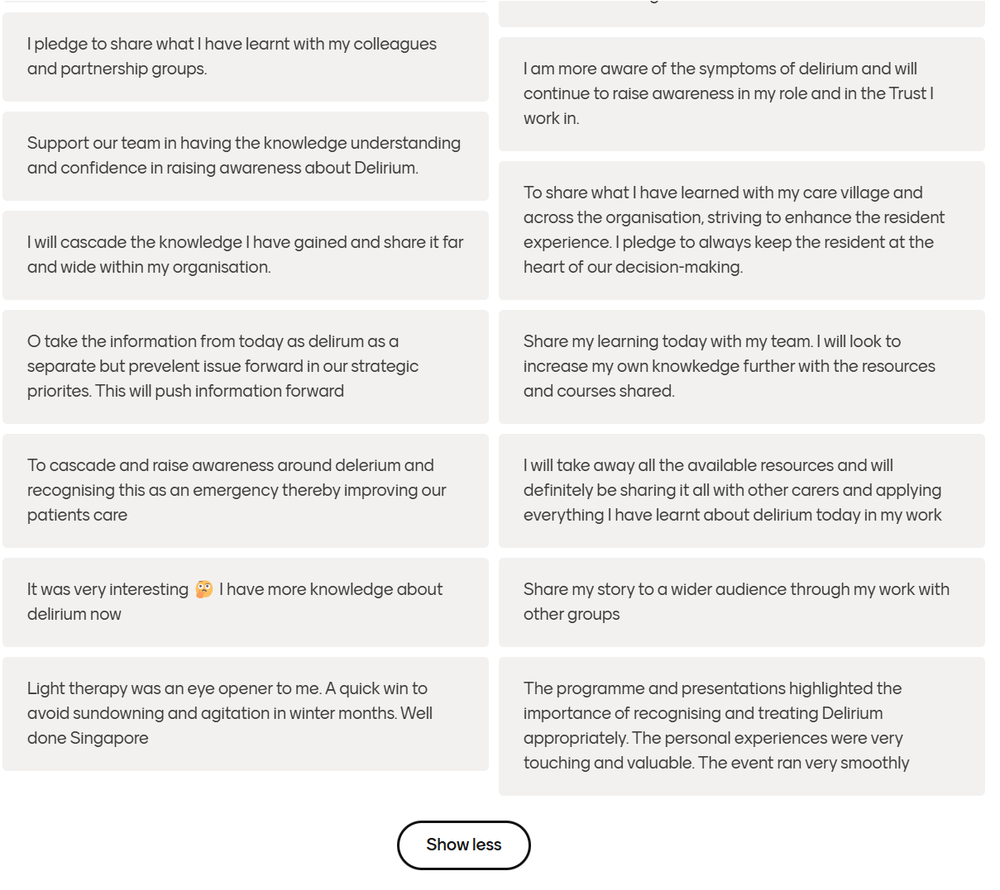 I pledge to share what I have learnt with my colleagues
and partnership groups.
Support our team in having the knowledge understanding
and confidence in raising awareness about Delirium.
I will cascade the knowledge I have gained and share it far
and wide within my organisation.
O take the information from today as delirum as a
separate but prevelent issue forward in our strategic
priorites. This will push information forward
To cascade and raise awareness around delerium and
recognising this as an emergency thereby improving our
patients care
It was very interesting 🤔 I have more knowledge about
delirium now
Light therapy was an eye opener to me. A quick win to
avoid sundowning and agitation in winter months. Well
done Singapore
I am more aware of the symptoms of delirium and will
continue to raise awareness in my role and in the Trust I
work in.
To share what I have learned with my care village and
across the organisation, striving to enhance the resident
experience. I pledge to always keep the resident at the
heart of our decision-making.
Share my learning today with my team. I will look to
increase my own knowkedge further with the resources
and courses shared.
I will take away all the available resources and will
definitely be sharing it all with other carers and applying
everything I have learnt about delirium today in my work
Share my story to a wider audience through my work with
other groups
The programme and presentations highlighted the
importance of recognising and treating Delirium
appropriately. The personal experiences were very
touching and valuable. The event ran very smoothly
Show less